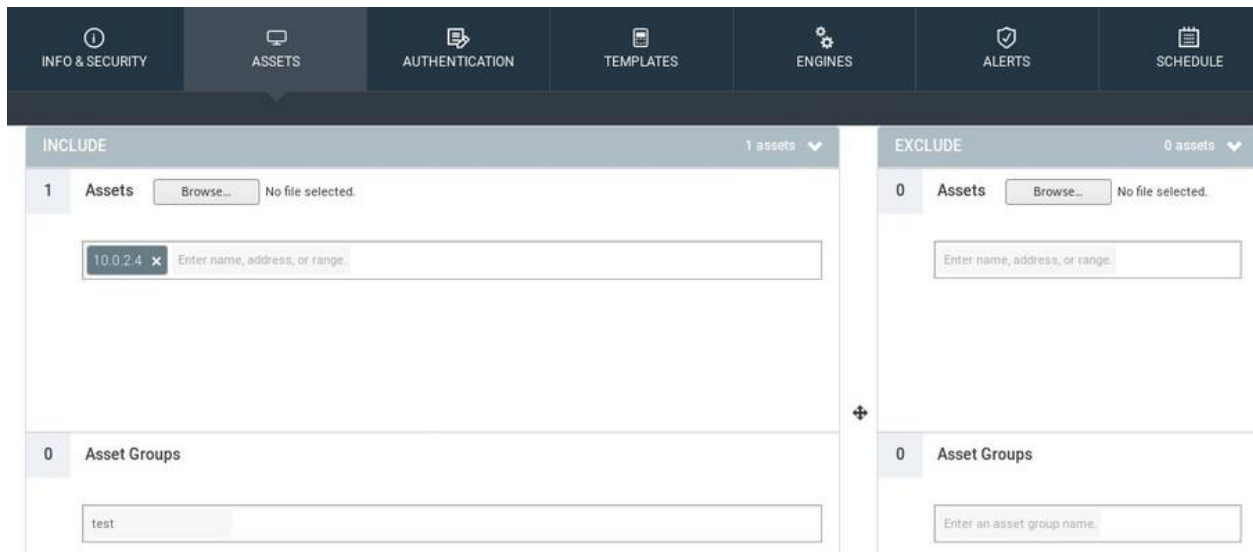 INFO & SECURITY
ASSETS
AUTHENTICATION
TEMPLATES
ENGINES
ALERTS
SCHEDULE
INCLUDE 1 assets
EXCLUDE 0 assets
1 Assets Browse... No file selected.
0 Assets Browse... No file selected.
10.0.2.4 × Enter name, address, or range.
Enter name, address, or range.
0 Asset Groups
0 Asset Groups
test
Enter an asset group name.